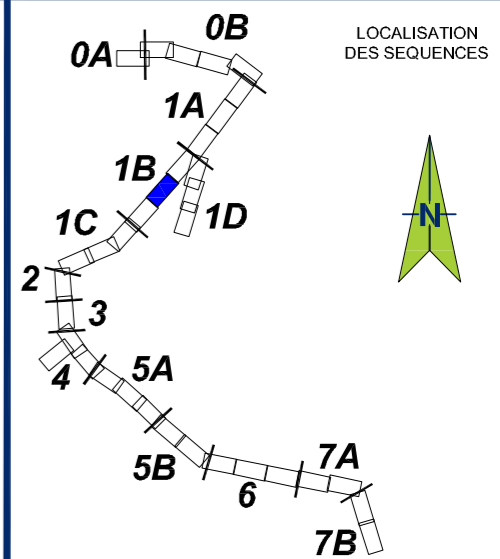 LOCALISATION
DES SEQUENCES
0A
0B
1A
1B
1C
1D
N
2
3
4
5A
5B
6
7A
7B